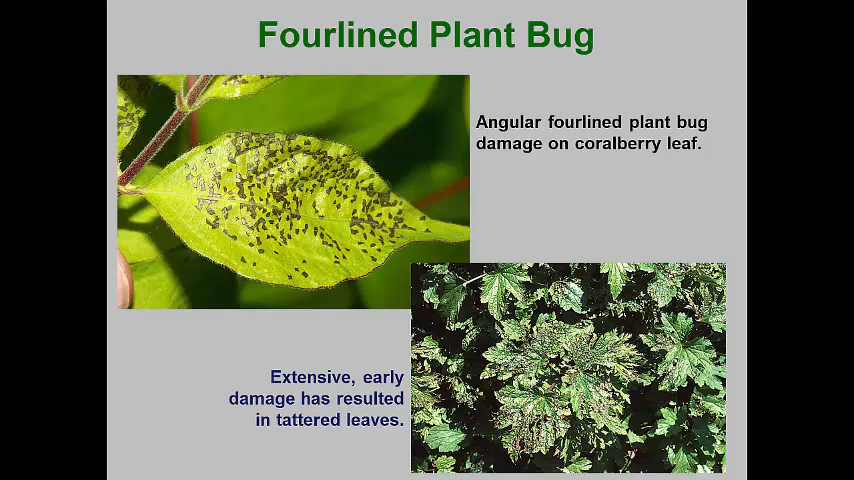 Fourlined Plant Bug
Angular fourlined plant bug
damage on coralberry leaf.
Extensive, early
damage has resulted
in tattered leaves.